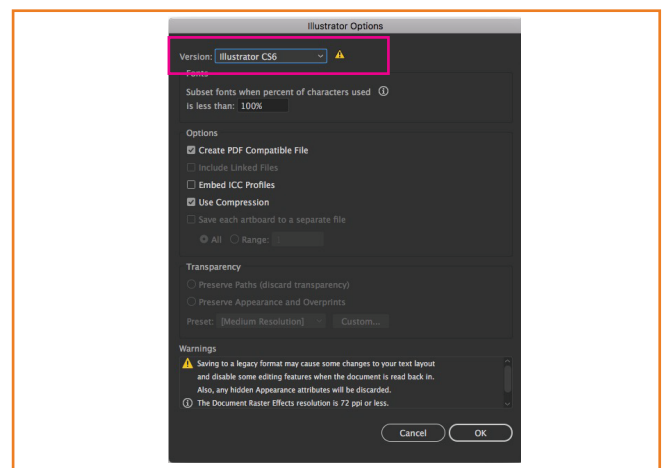 Illustrator Options
Version: Illustrator CS6
Fonts
Subset fonts when percent of characters used
is less than: 100%
Options
Create PDF Compatible File
Include Linked Files
Embed ICC Profiles
Use Compression
Save each artboard to a separate file
All Range: 1
Transparency
Preserve Paths (discard transparency)
Preserve Appearance and Overprints
Preset: [Medium Resolution] Custom...
Warnings
Saving to a legacy format may cause some changes to your text layout
and disable some editing features when the document is read back in.
Also, any hidden Appearance attributes will be discarded.
The Document Raster Effects resolution is 72 ppi or less.
Cancel OK